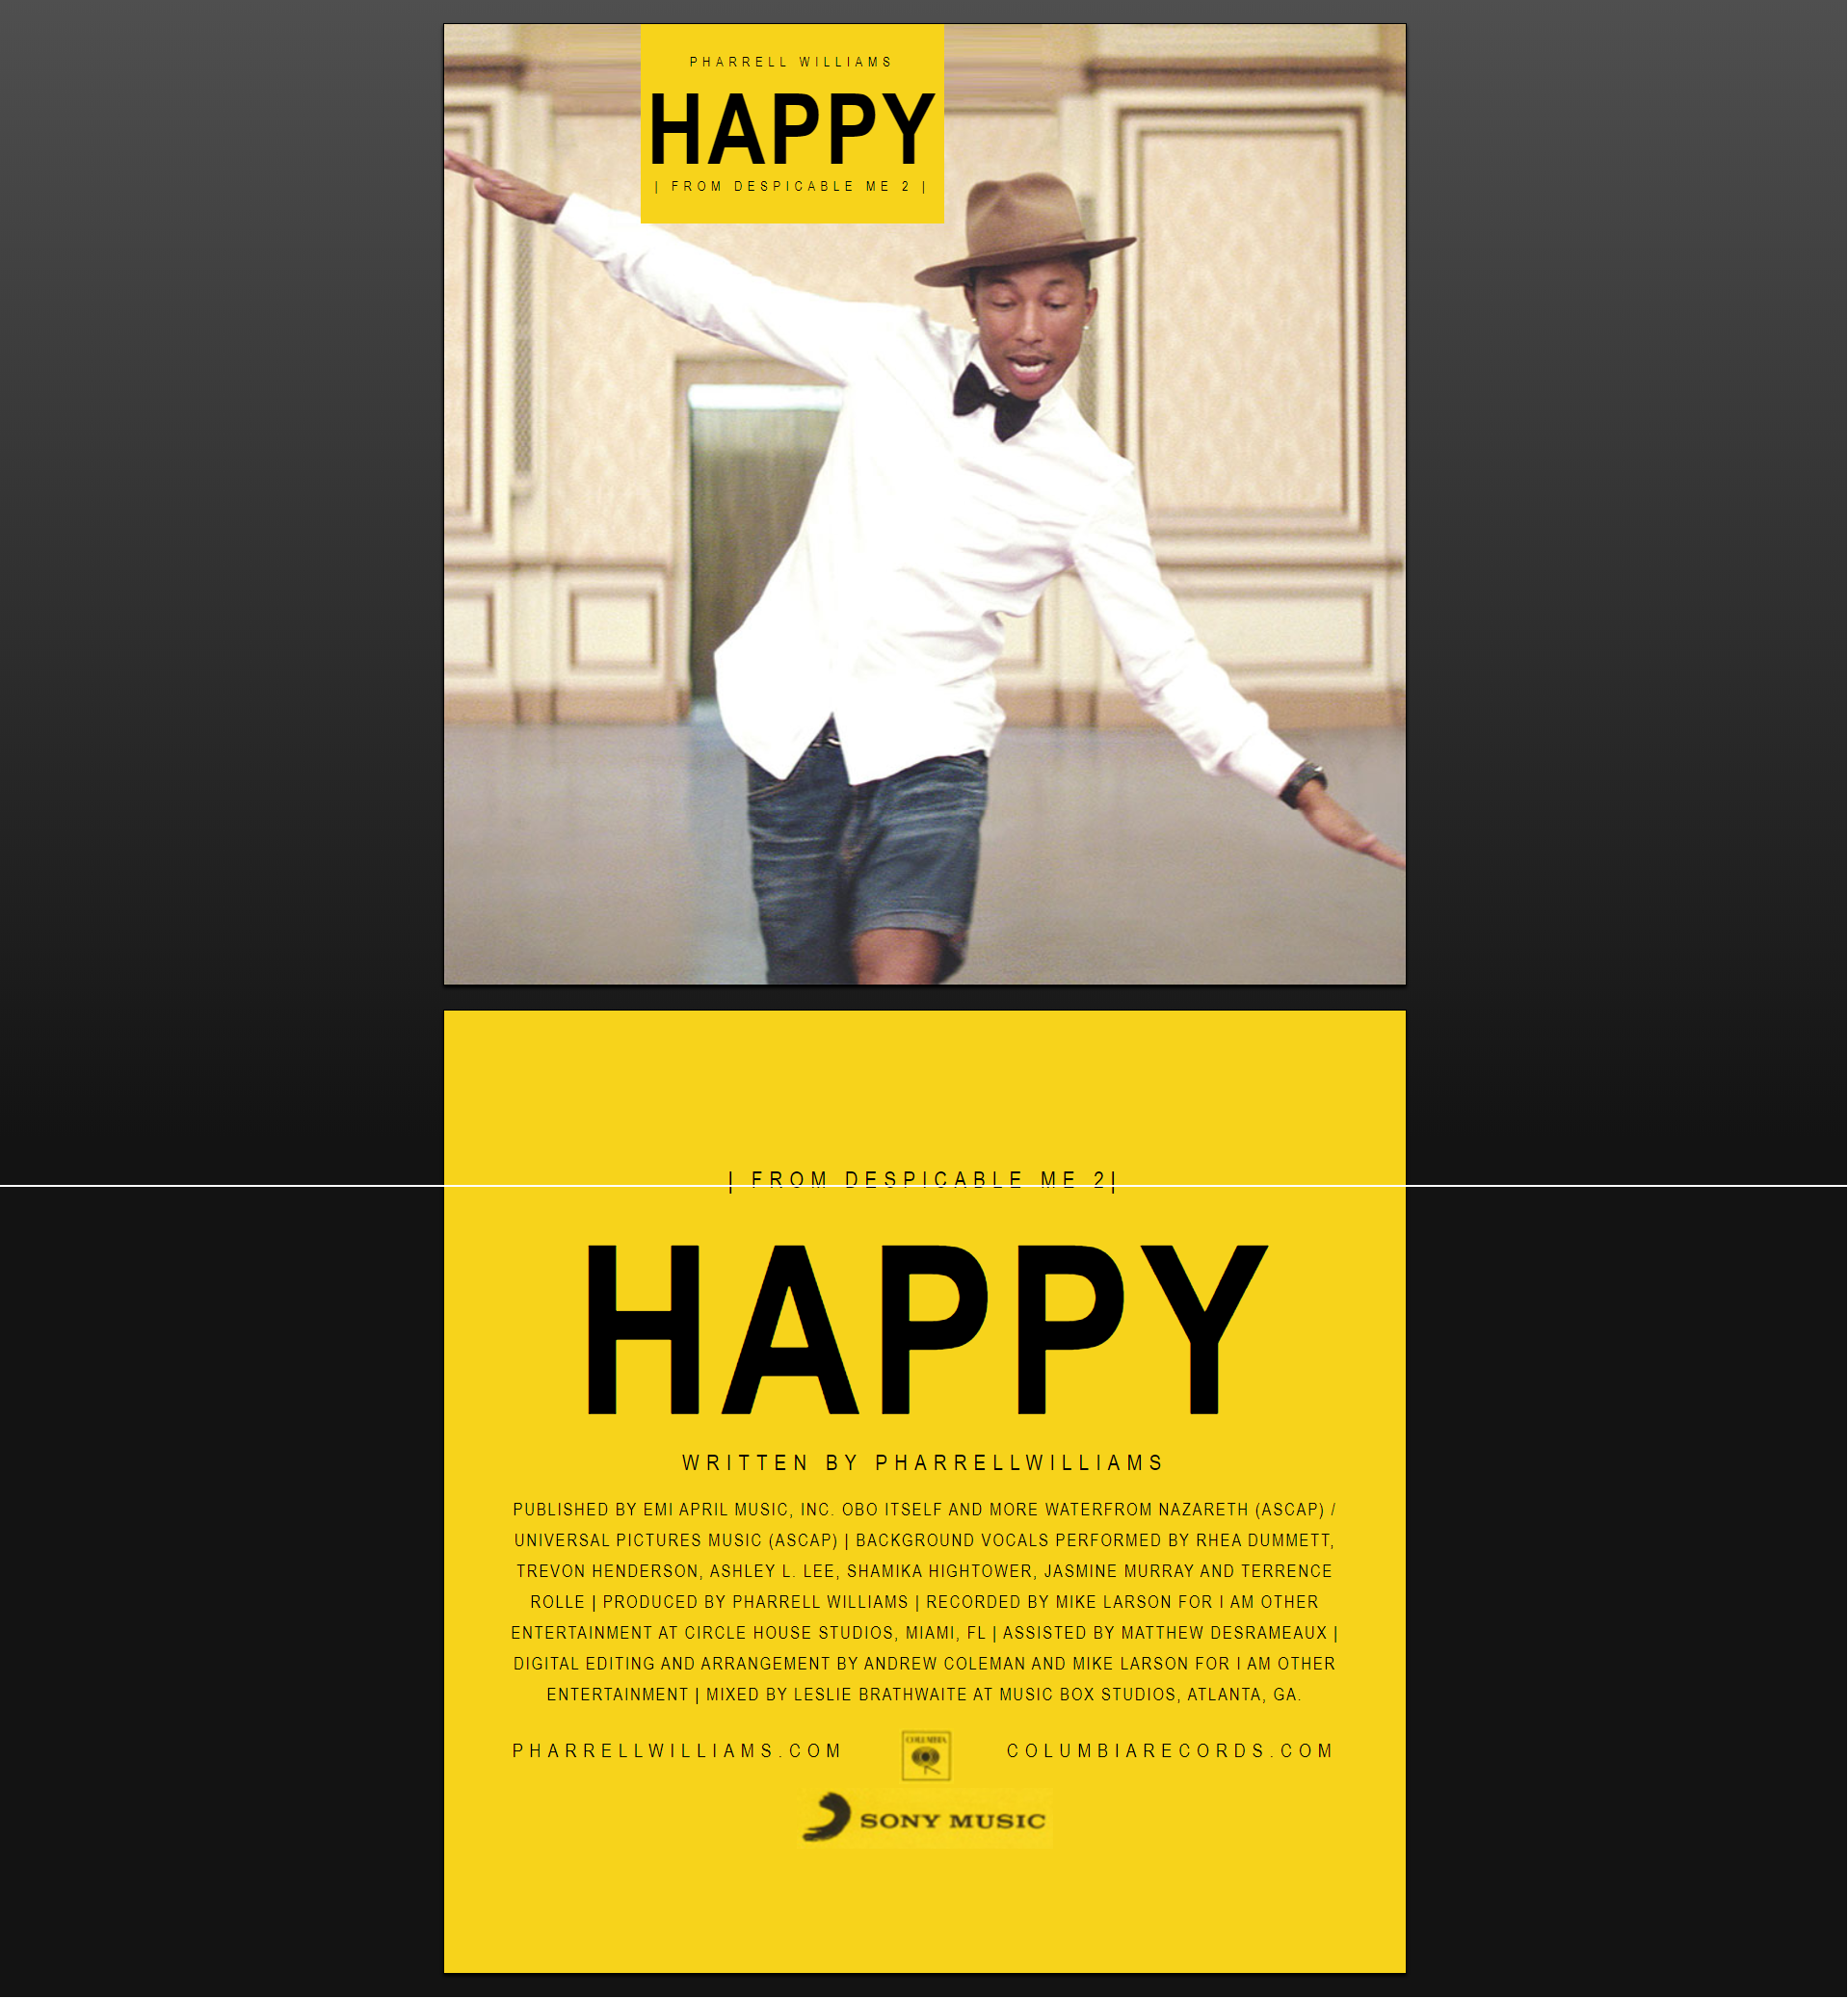 PHARRELL WILLIAMS
HAPPY
| FROM DESPICABLE ME 2 |
| FROM DESPICABLE ME 2|
HAPPY
WRITTEN BY PHARRELLWILLIAMS
PUBLISHED BY EMI APRIL MUSIC, INC. OBO ITSELF AND MORE WATERFROM NAZARETH (ASCAP) /
UNIVERSAL PICTURES MUSIC (ASCAP) | BACKGROUND VOCALS PERFORMED BY RHEA DUMMETT,
TREVON HENDERSON, ASHLEY L. LEE, SHAMIKA HIGHTOWER, JASMINE MURRAY AND TERRENCE
ROLLE | PRODUCED BY PHARRELL WILLIAMS | RECORDED BY MIKE LARSON FOR I AM OTHER
ENTERTAINMENT AT CIRCLE HOUSE STUDIOS, MIAMI, FL | ASSISTED BY MATTHEW DESRAMEAUX |
DIGITAL EDITING AND ARRANGEMENT BY ANDREW COLEMAN AND MIKE LARSON FOR I AM OTHER
ENTERTAINMENT | MIXED BY LESLIE BRATHWAITE AT MUSIC BOX STUDIOS, ATLANTA, GA.
PHARRELLWILLIAMS.COM
COLUMBIA
COLUMBIARECORDS.COM
SONY MUSIC